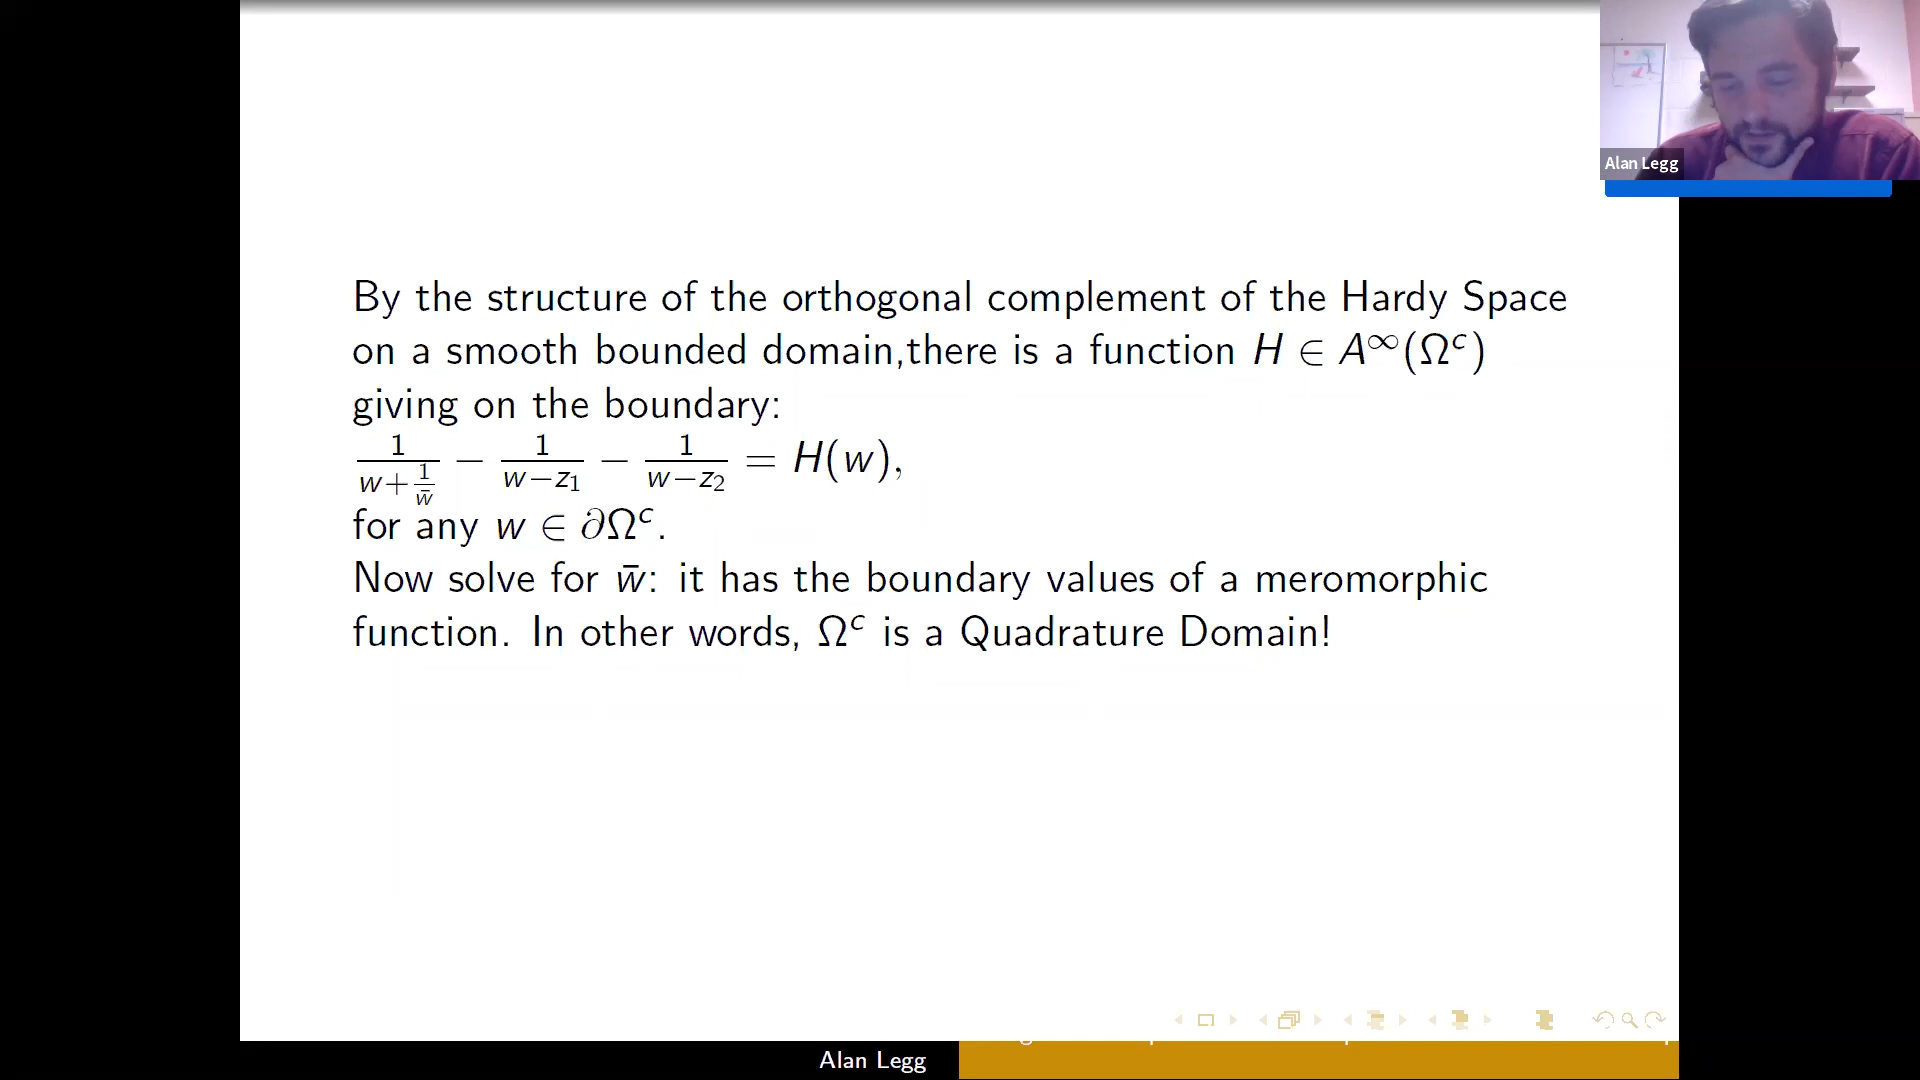 Alan Legg
By the structure of the orthogonal complement of the Hardy Space
on a smooth bounded domain,there is a function H ∈ A^∞(Ω^c)
giving on the boundary:
1/(w+1/w̄) − 1/(w−z₁) − 1/(w−z₂) = H(w),
for any w ∈ ∂Ω^c.
Now solve for w̄: it has the boundary values of a meromorphic
function. In other words, Ω^c is a Quadrature Domain!
Alan Legg